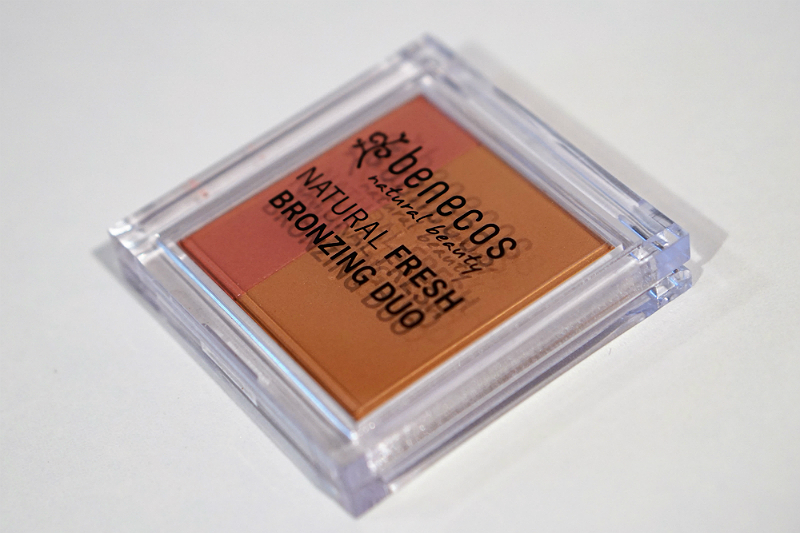 benecos
natural beauty
NATURAL FRESH
BRONZING DUO